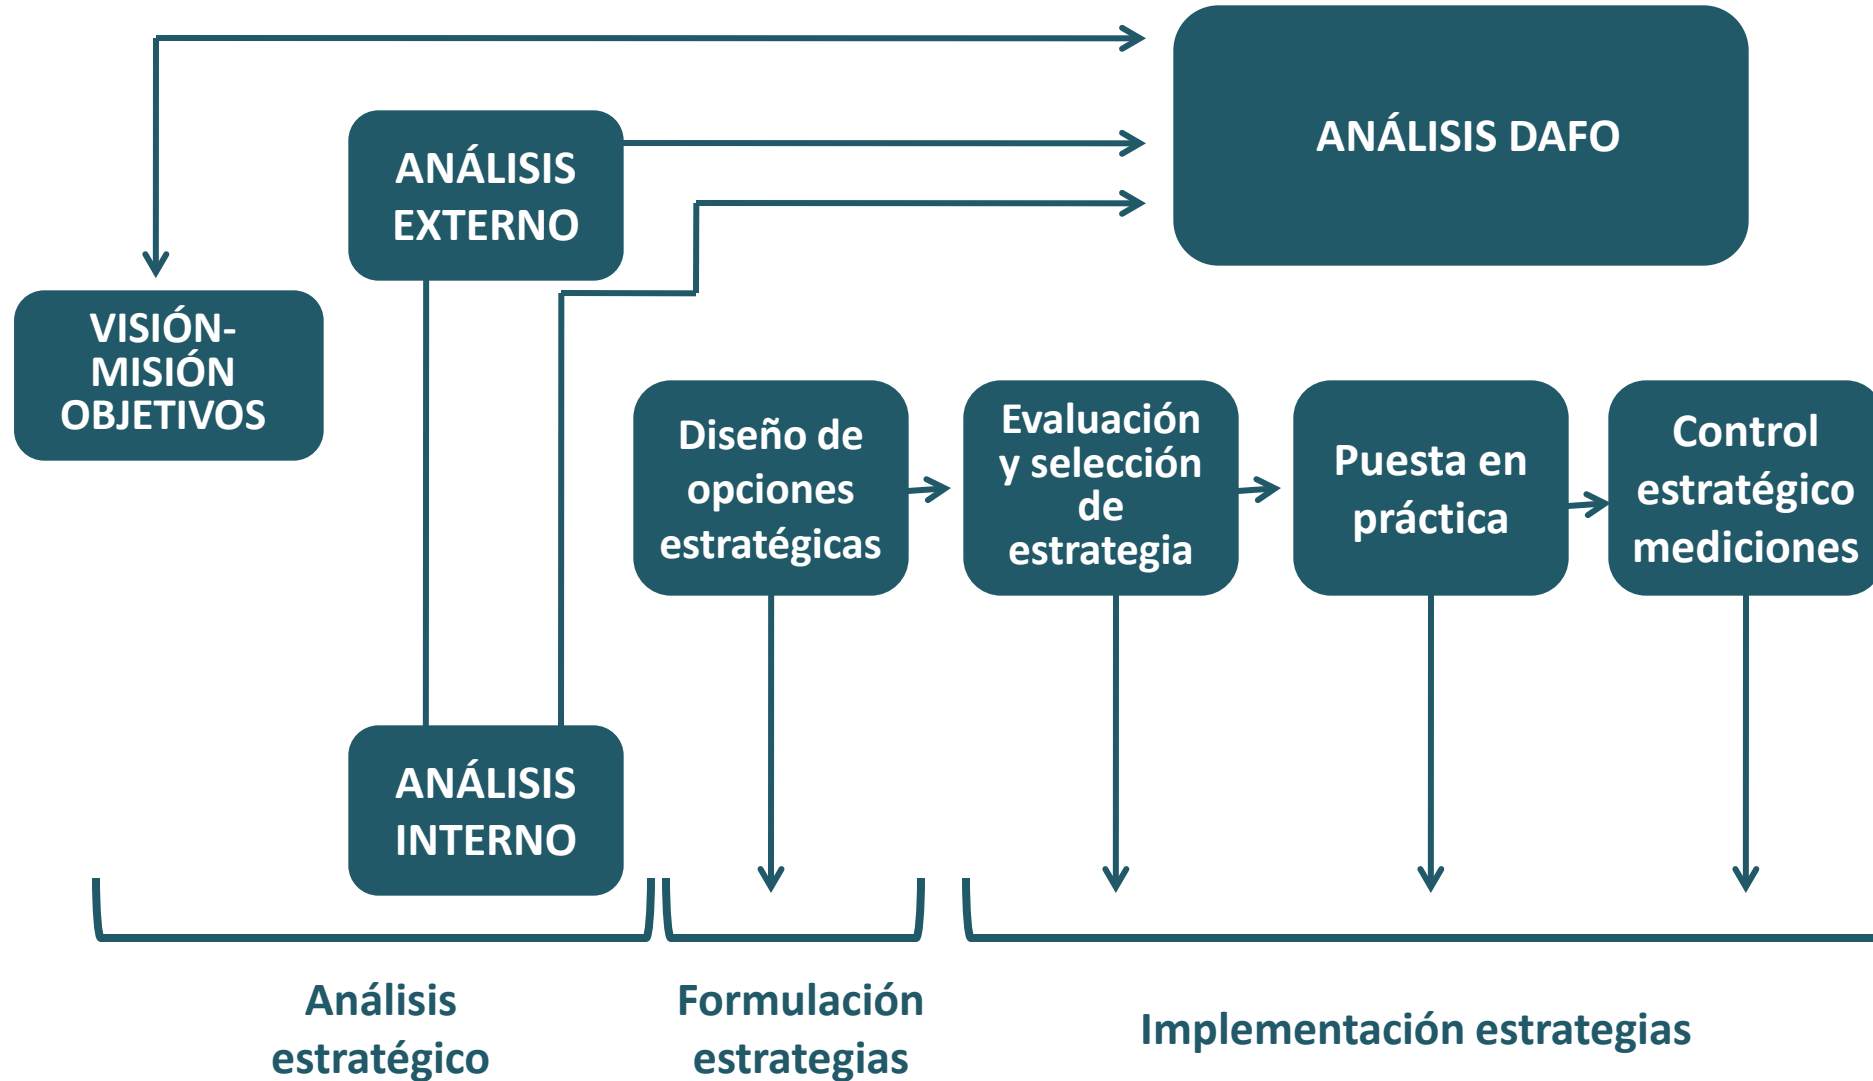 ANÁLISIS DAFO
ANÁLISIS
EXTERNO
VISIÓN-
MISIÓN
OBJETIVOS
Diseño de
opciones
estratégicas
Evaluación
y selección
de
estrategia
Puesta en
práctica
Control
estratégico
mediciones
ANÁLISIS
INTERNO
Análisis
estratégico
Formulación
estrategias
Implementación estrategias